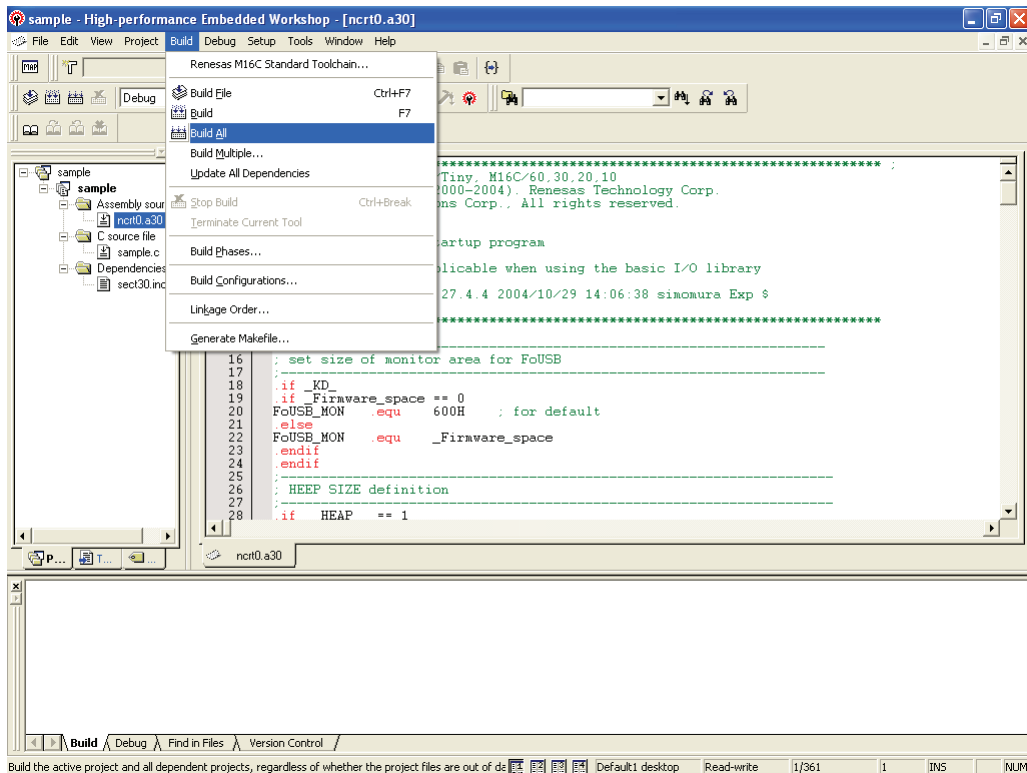 sample - High-performance Embedded Workshop - [ncrt0.a30]
File Edit View Project Build Debug Setup Tools Window Help
MAP
Debug
Renesas M16C Standard Toolchain...
Build File Ctrl+F7
Build F7
Build All
Build Multiple...
Update All Dependencies
Stop Build Ctrl+Break
Terminate Current Tool
Build Phases...
Build Configurations...
Linkage Order...
Generate Makefile...
sample
sample
Assembly sour
ncrt0.a30
C source file
sample.c
Dependencies
sect30.inc
P... T... ...
*********************************************************** ;
Tiny, M16C/60,30,20,10
2000-2004). Renesas Technology Corp.
ns Corp., All rights reserved.
artup program
licable when using the basic I/O library
27.4.4 2004/10/29 14:06:38 simomura Exp $
***********************************************************
16 ; set size of monitor area for FoUSB
17 ;---------------------------------------------------------------------
18 .if _KD_
19 .if _Firmware_space == 0
20 FoUSB_MON .equ 600H ; for default
21 .else
22 FoUSB_MON .equ _Firmware_space
23 .endif
24 .endif
25 ;---------------------------------------------------------------------
26 ; HEEP SIZE definition
27 ;---------------------------------------------------------------------
28 .if __HEAP__ == 1
ncrt0.a30
Build Debug Find in Files Version Control
Build the active project and all dependent projects, regardless of whether the project files are out of da Default1 desktop Read-write 1/361 1 INS NUM